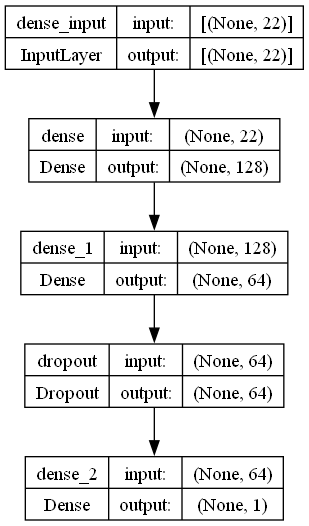 dense_input input: [(None, 22)]
InputLayer output: [(None, 22)]
dense input: (None, 22)
Dense output: (None, 128)
dense_1 input: (None, 128)
Dense output: (None, 64)
dropout input: (None, 64)
Dropout output: (None, 64)
dense_2 input: (None, 64)
Dense output: (None, 1)